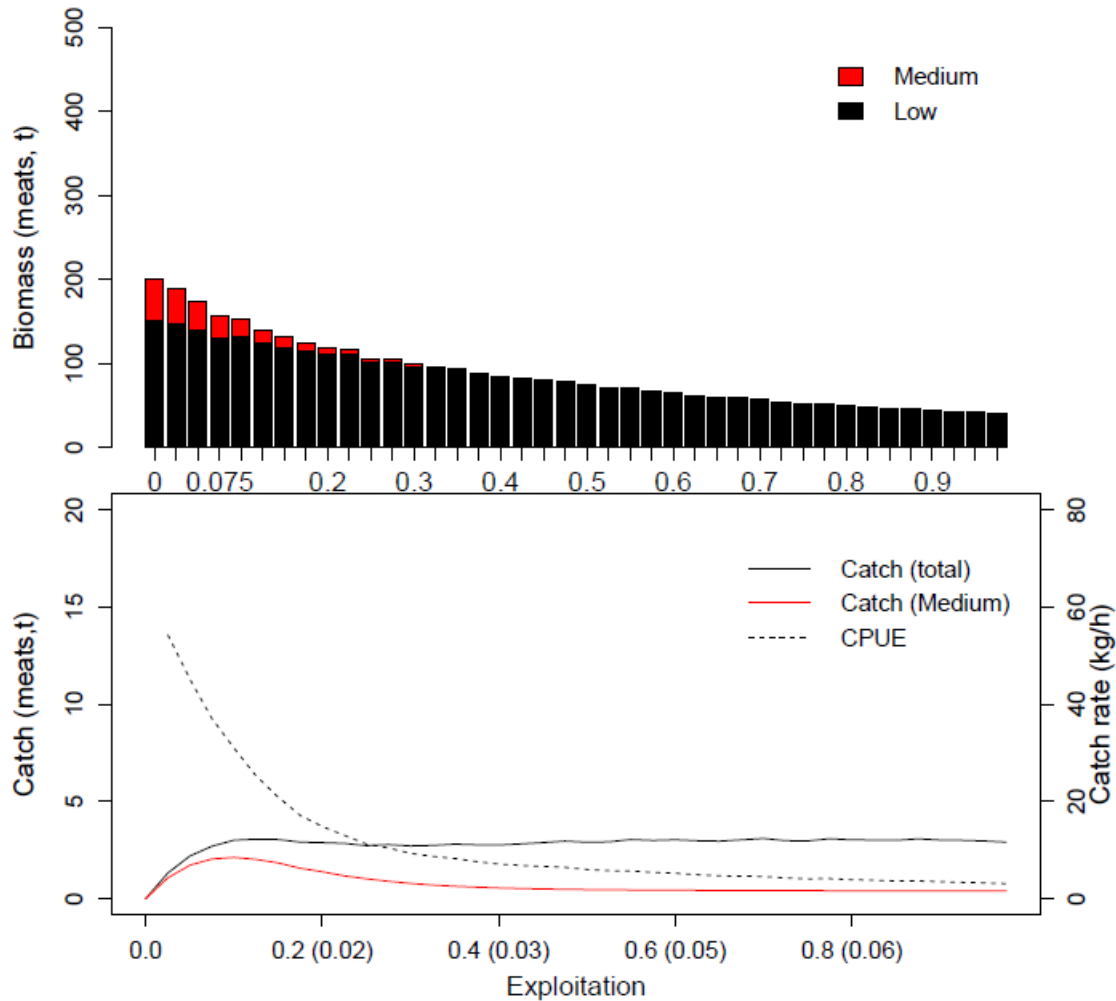 500
400
300
200
100
0
Biomass (meats, t)
Medium
Low
0 0.075 0.2 0.3 0.4 0.5 0.6 0.7 0.8 0.9
20
15
10
5
0
Catch (meats,t)
Catch (total)
Catch (Medium)
CPUE
80
60
40
20
0
Catch rate (kg/h)
0.0 0.2 (0.02) 0.4 (0.03) 0.6 (0.05) 0.8 (0.06)
Exploitation